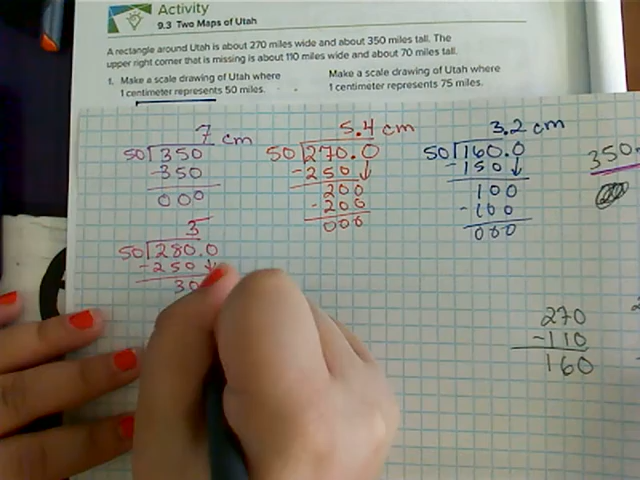 Activity
9.3 Two Maps of Utah
A rectangle around Utah is about 270 miles wide and about 350 miles tall. The
upper right corner that is missing is about 110 miles wide and about 70 miles tall.
1. Make a scale drawing of Utah where
1 centimeter represents 50 miles.
Make a scale drawing of Utah where
1 centimeter represents 75 miles.
7 cm
50 350
-350
000
5.4 cm
50 270.0
-250
200
-200
000
3.2 cm
50 160.0
-150
100
-100
000
350
5
50 280.0
-250
30
270
-110
160